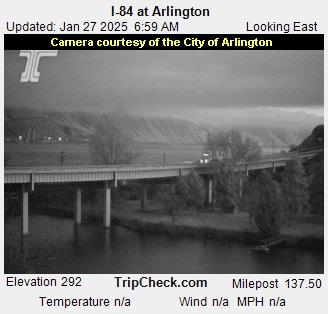 I-84 at Arlington
Updated: Jan 27 2025 6:59 AM Looking East
Camera courtesy of the City of Arlington
Elevation 292 TripCheck.com Milepost 137.50
Temperature n/a Wind n/a MPH n/a